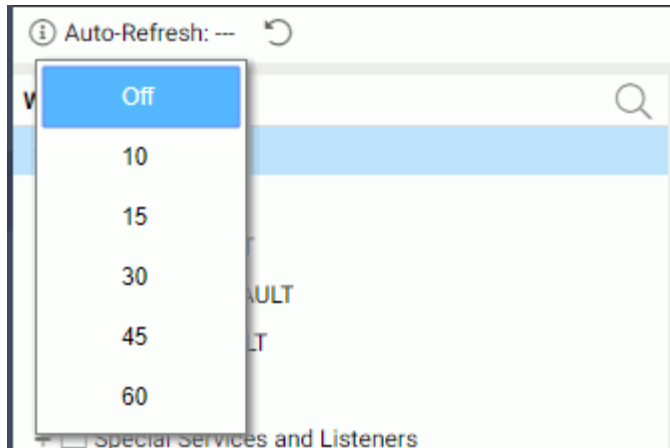 Auto-Refresh: ---
Off
10
15
30
45
60
Special Services and Listeners